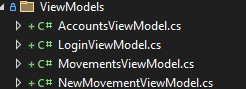 ViewModels
+ C# AccountsViewModel.cs
+ C# LoginViewModel.cs
+ C# MovementsViewModel.cs
+ C# NewMovementViewModel.cs